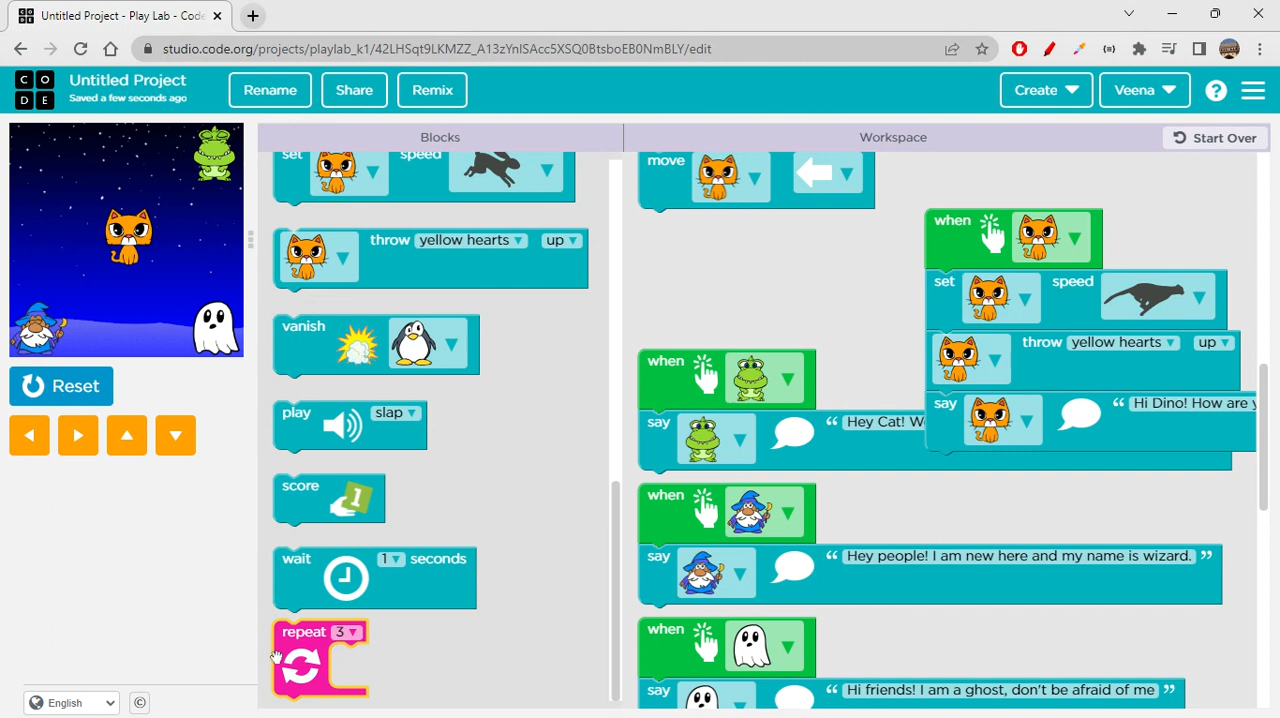 Untitled Project - Play Lab - Code
studio.code.org/projects/playlab_k1/42LHSqt9LKMZZ_A13zYnlSAcc5XSQ0BtsboEB0NmBLY/edit
C O D E
Untitled Project
Saved a few seconds ago
Rename
Share
Remix
Create
Veena
?
Blocks
Workspace
Start Over
Reset
English
©
set speed
throw yellow hearts up
vanish
play slap
score 1
wait 1 seconds
repeat 3
move
when
set speed
throw yellow hearts up
say “ Hi Dino! How are y
when
say “ Hey Cat! W
when
say “ Hey people! I am new here and my name is wizard. ”
when
say “ Hi friends! I am a ghost, don't be afraid of me ”